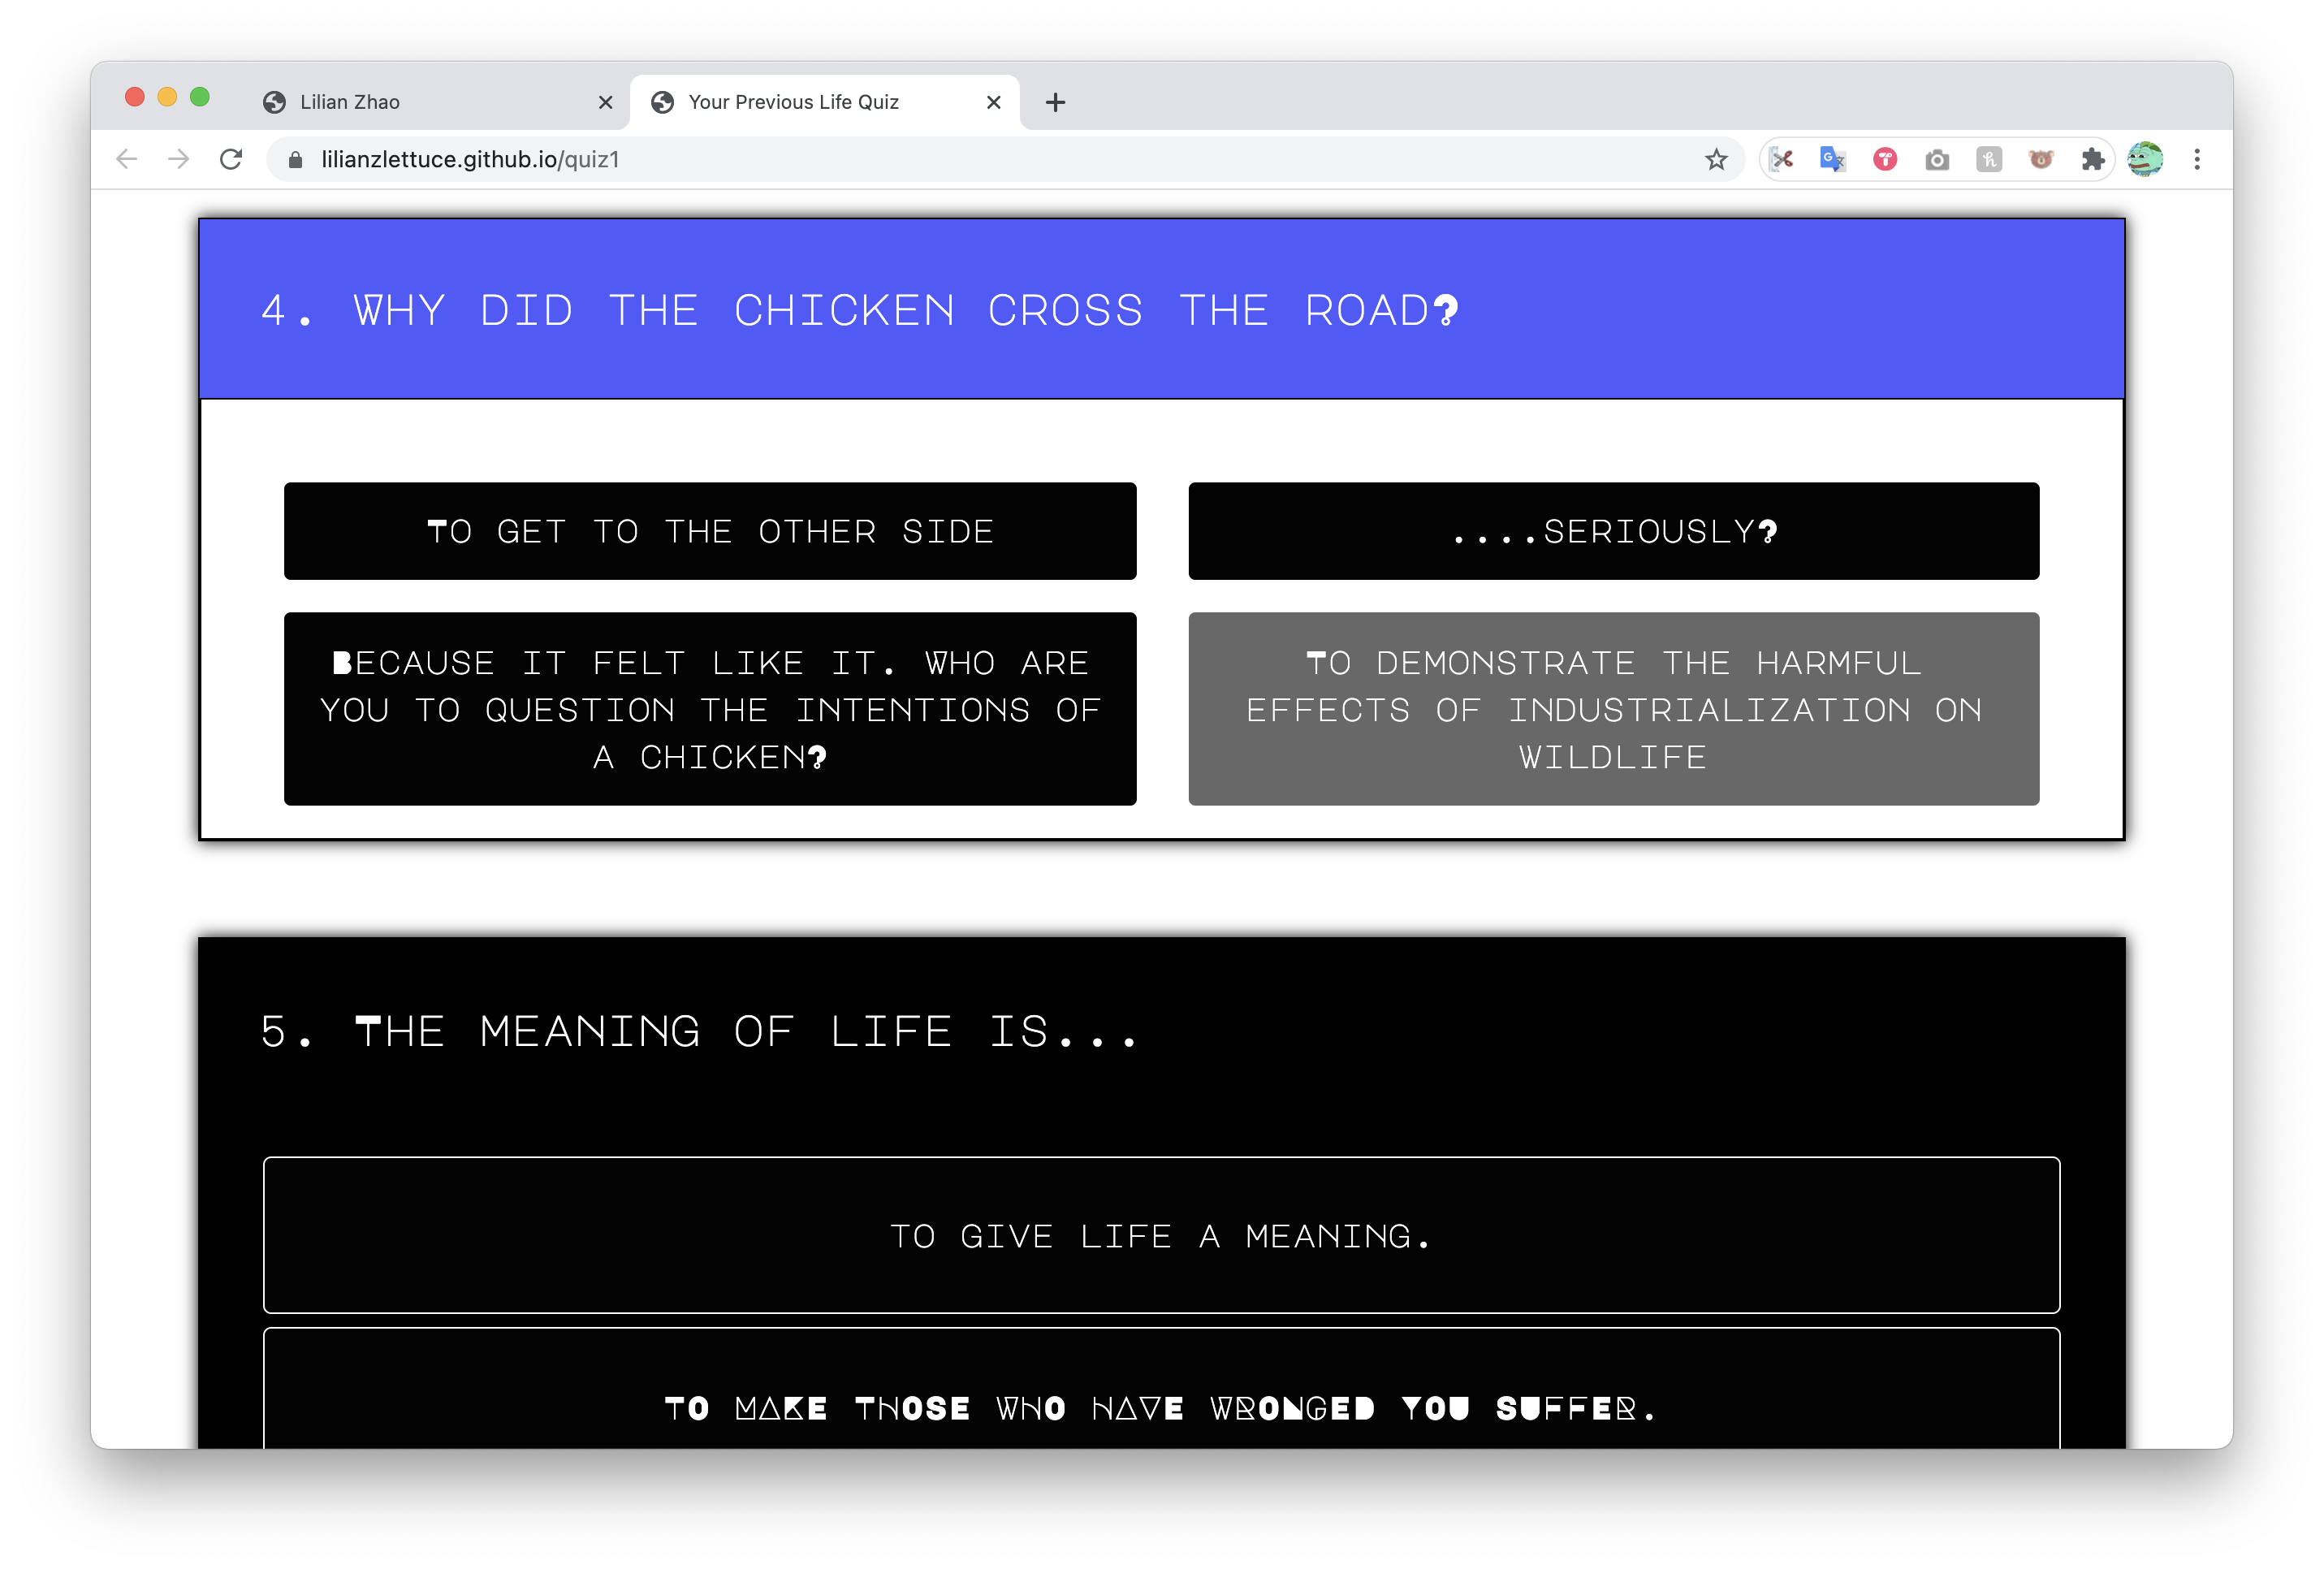 Lilian Zhao
Your Previous Life Quiz
lilianzlettuce.github.io/quiz1
4. WHY DID THE CHICKEN CROSS THE ROAD?
TO GET TO THE OTHER SIDE
....SERIOUSLY?
BECAUSE IT FELT LIKE IT. WHO ARE
YOU TO QUESTION THE INTENTIONS OF
A CHICKEN?
TO DEMONSTRATE THE HARMFUL
EFFECTS OF INDUSTRIALIZATION ON
WILDLIFE
5. THE MEANING OF LIFE IS...
TO GIVE LIFE A MEANING.
TO MAKE THOSE WHO HAVE WRONGED YOU SUFFER.